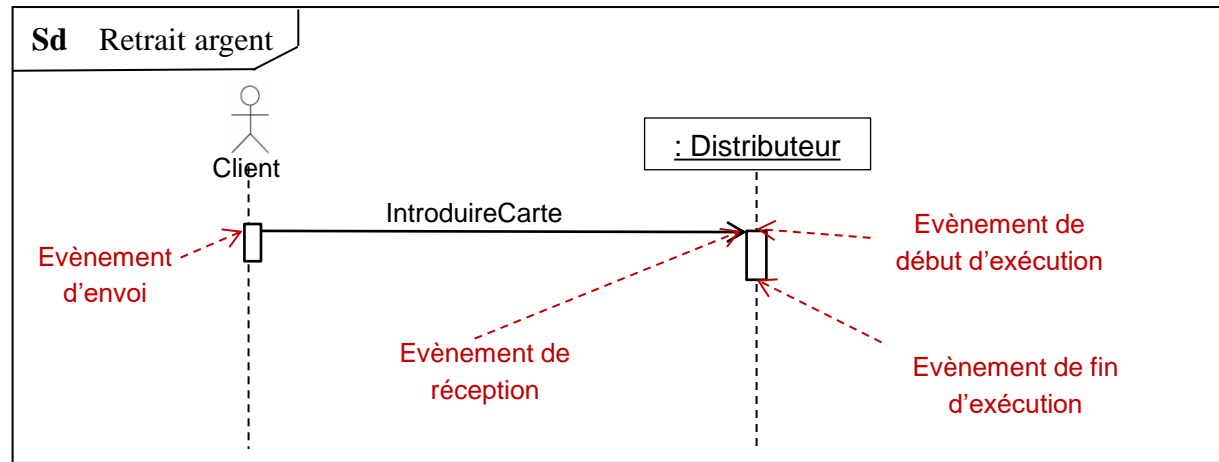 Sd Retrait argent
Client
: Distributeur
IntroduireCarte
Evènement
d'envoi
Evènement de
réception
Evènement de
début d'exécution
Evènement de fin
d'exécution